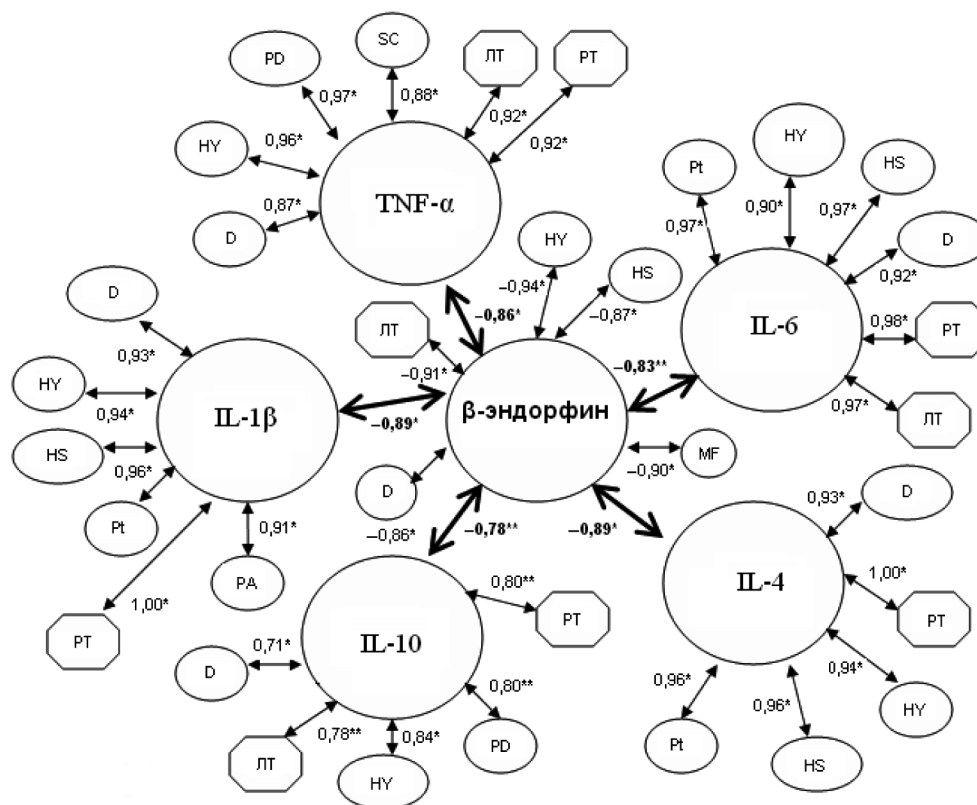 SC
PD
ЛТ
РТ
0,97*
0,88*
0,92*
0,92*
HY
0,96*
TNF-α
0,87*
D
Pt
HY
HS
0,97*
0,90*
0,97*
D
0,92*
IL-6
0,98*
РТ
0,97*
ЛТ
HY
HS
–0,94*
–0,87*
ЛТ
–0,86*
–0,91*
–0,83**
D
0,93*
HY
0,94*
IL-1β
–0,89*
β-эндорфин
HS
0,96*
Pt
0,91*
PA
1,00*
РТ
MF
–0,90*
D
–0,86*
–0,78**
–0,89*
0,93*
D
IL-4
1,00*
РТ
0,94*
HY
0,96*
Pt
0,96*
HS
0,80**
РТ
IL-10
0,71*
D
0,80**
PD
0,78**
ЛТ
0,84*
HY